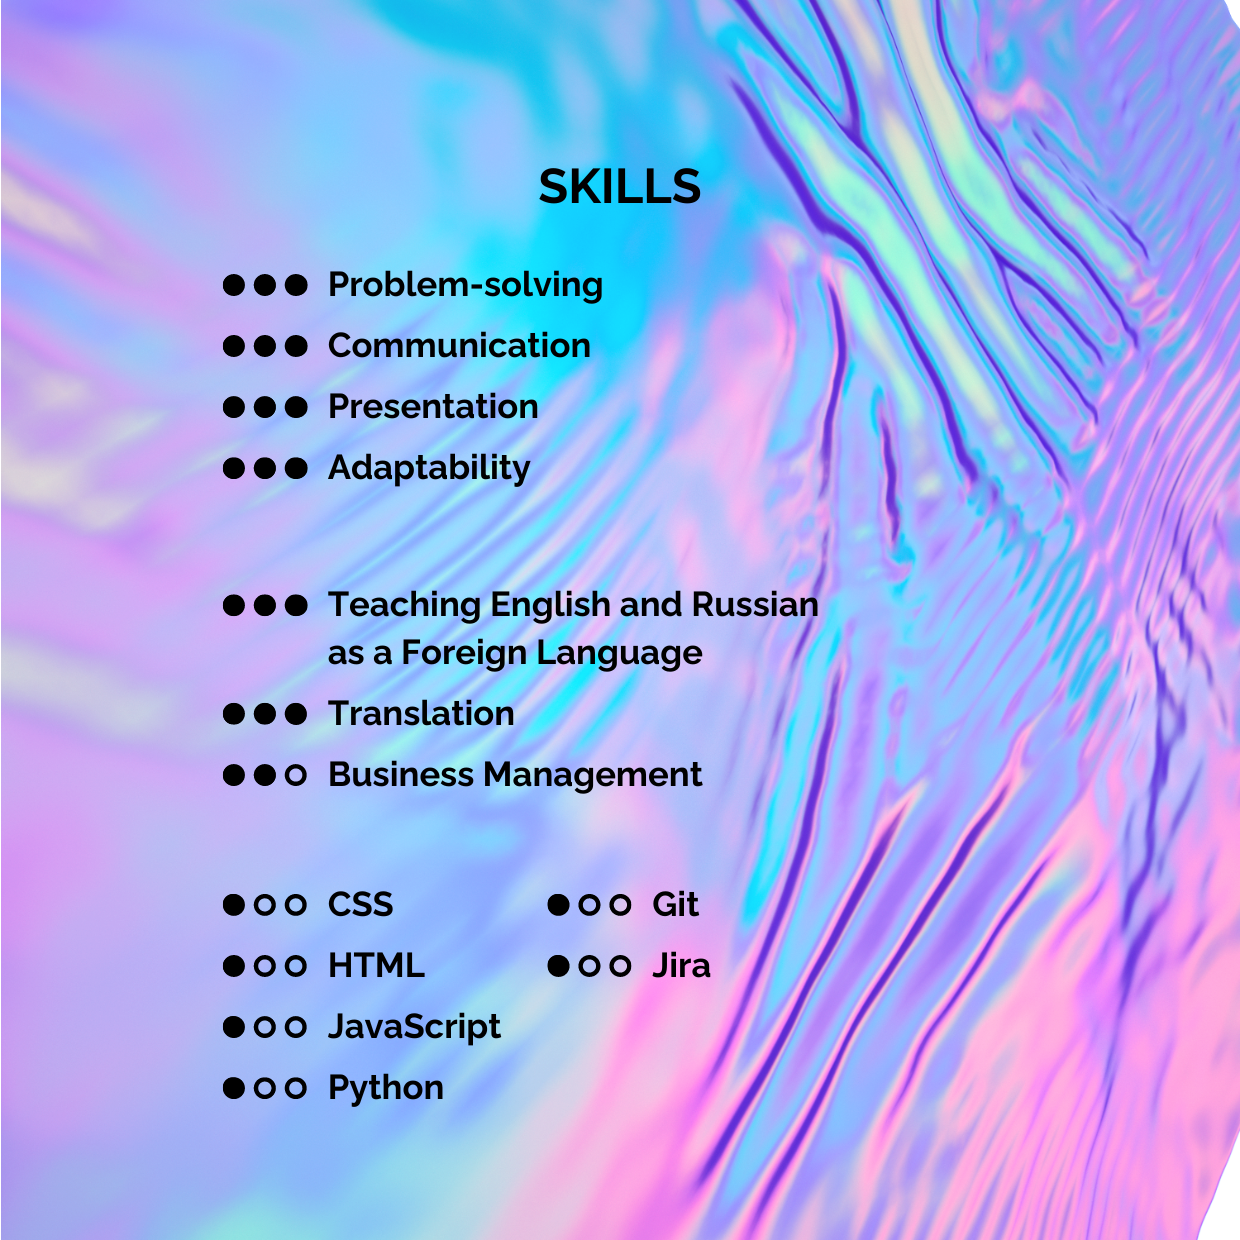 SKILLS
●●● Problem-solving
●●● Communication
●●● Presentation
●●● Adaptability
●●● Teaching English and Russian
as a Foreign Language
●●● Translation
●●○ Business Management
●○○ CSS
●○○ HTML
●○○ JavaScript
●○○ Python
●○○ Git
●○○ Jira